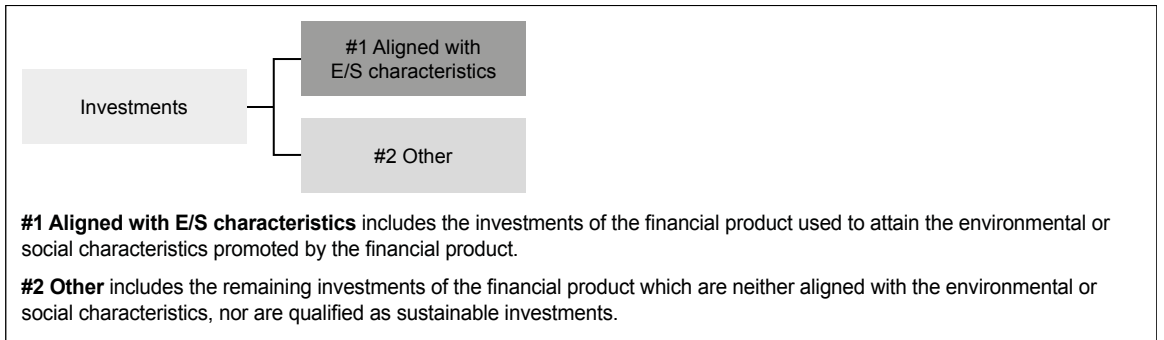 #1 Aligned with
E/S characteristics
Investments
#2 Other
#1 Aligned with E/S characteristics includes the investments of the financial product used to attain the environmental or
social characteristics promoted by the financial product.
#2 Other includes the remaining investments of the financial product which are neither aligned with the environmental or
social characteristics, nor are qualified as sustainable investments.